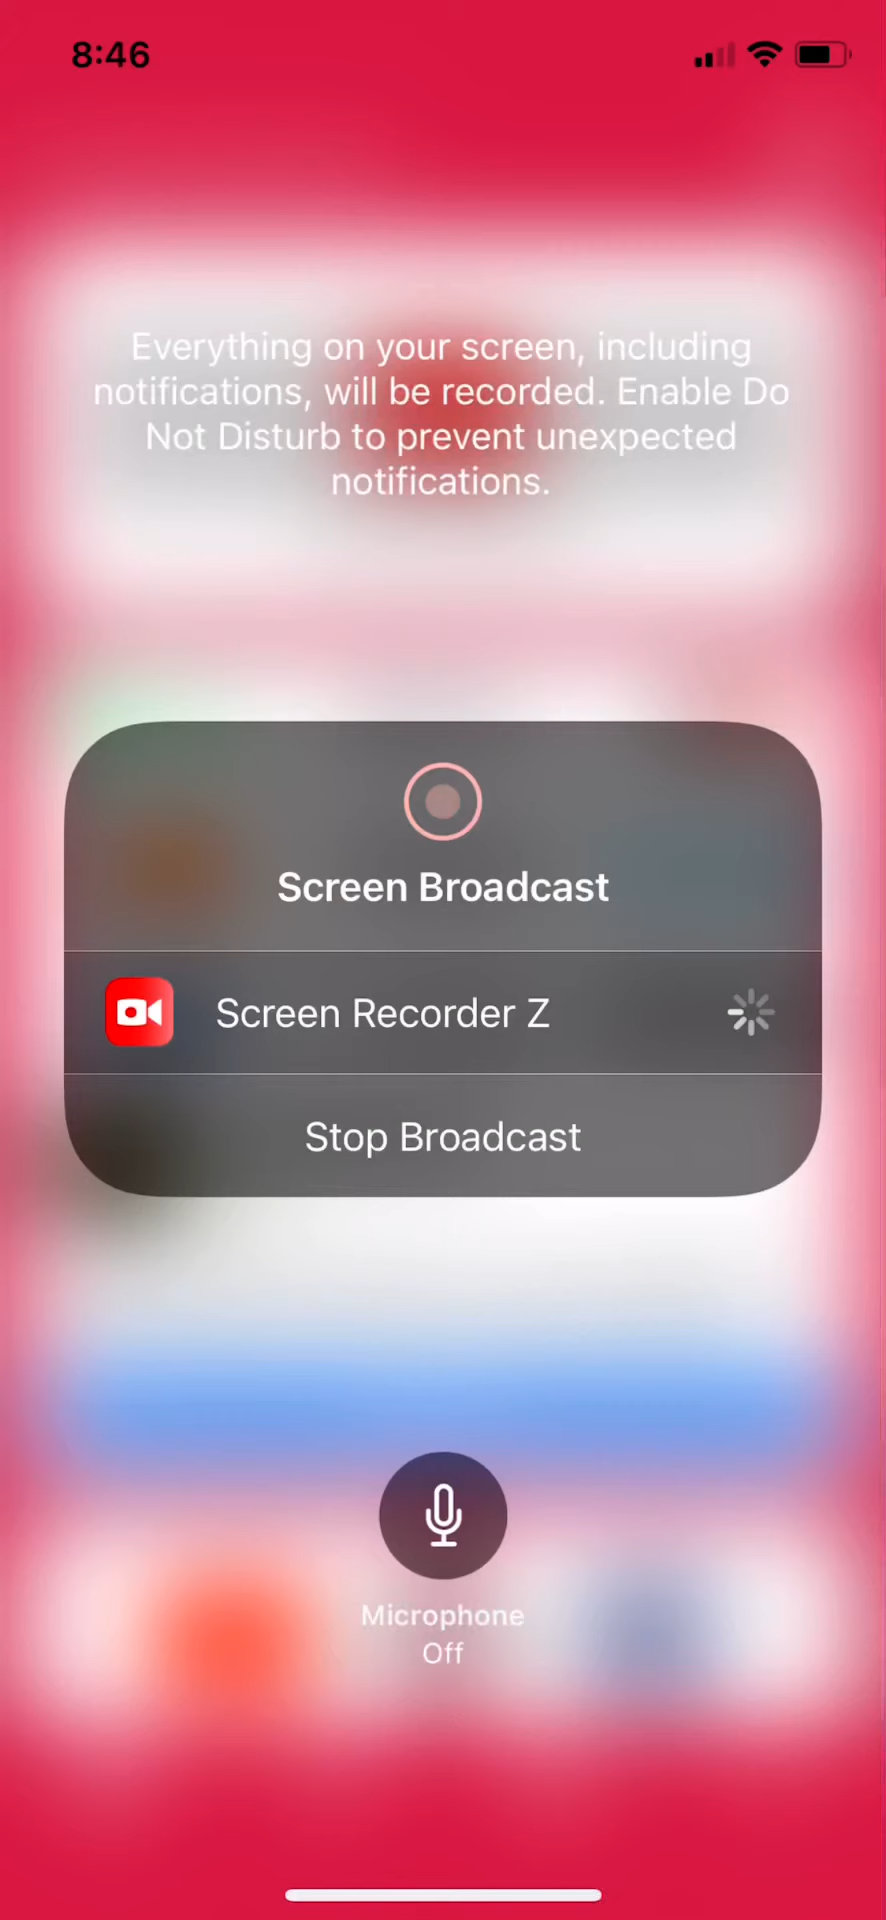 8:46
Everything on your screen, including
notifications, will be recorded. Enable Do
Not Disturb to prevent unexpected
notifications.
Screen Broadcast
Screen Recorder Z
Stop Broadcast
Microphone
Off